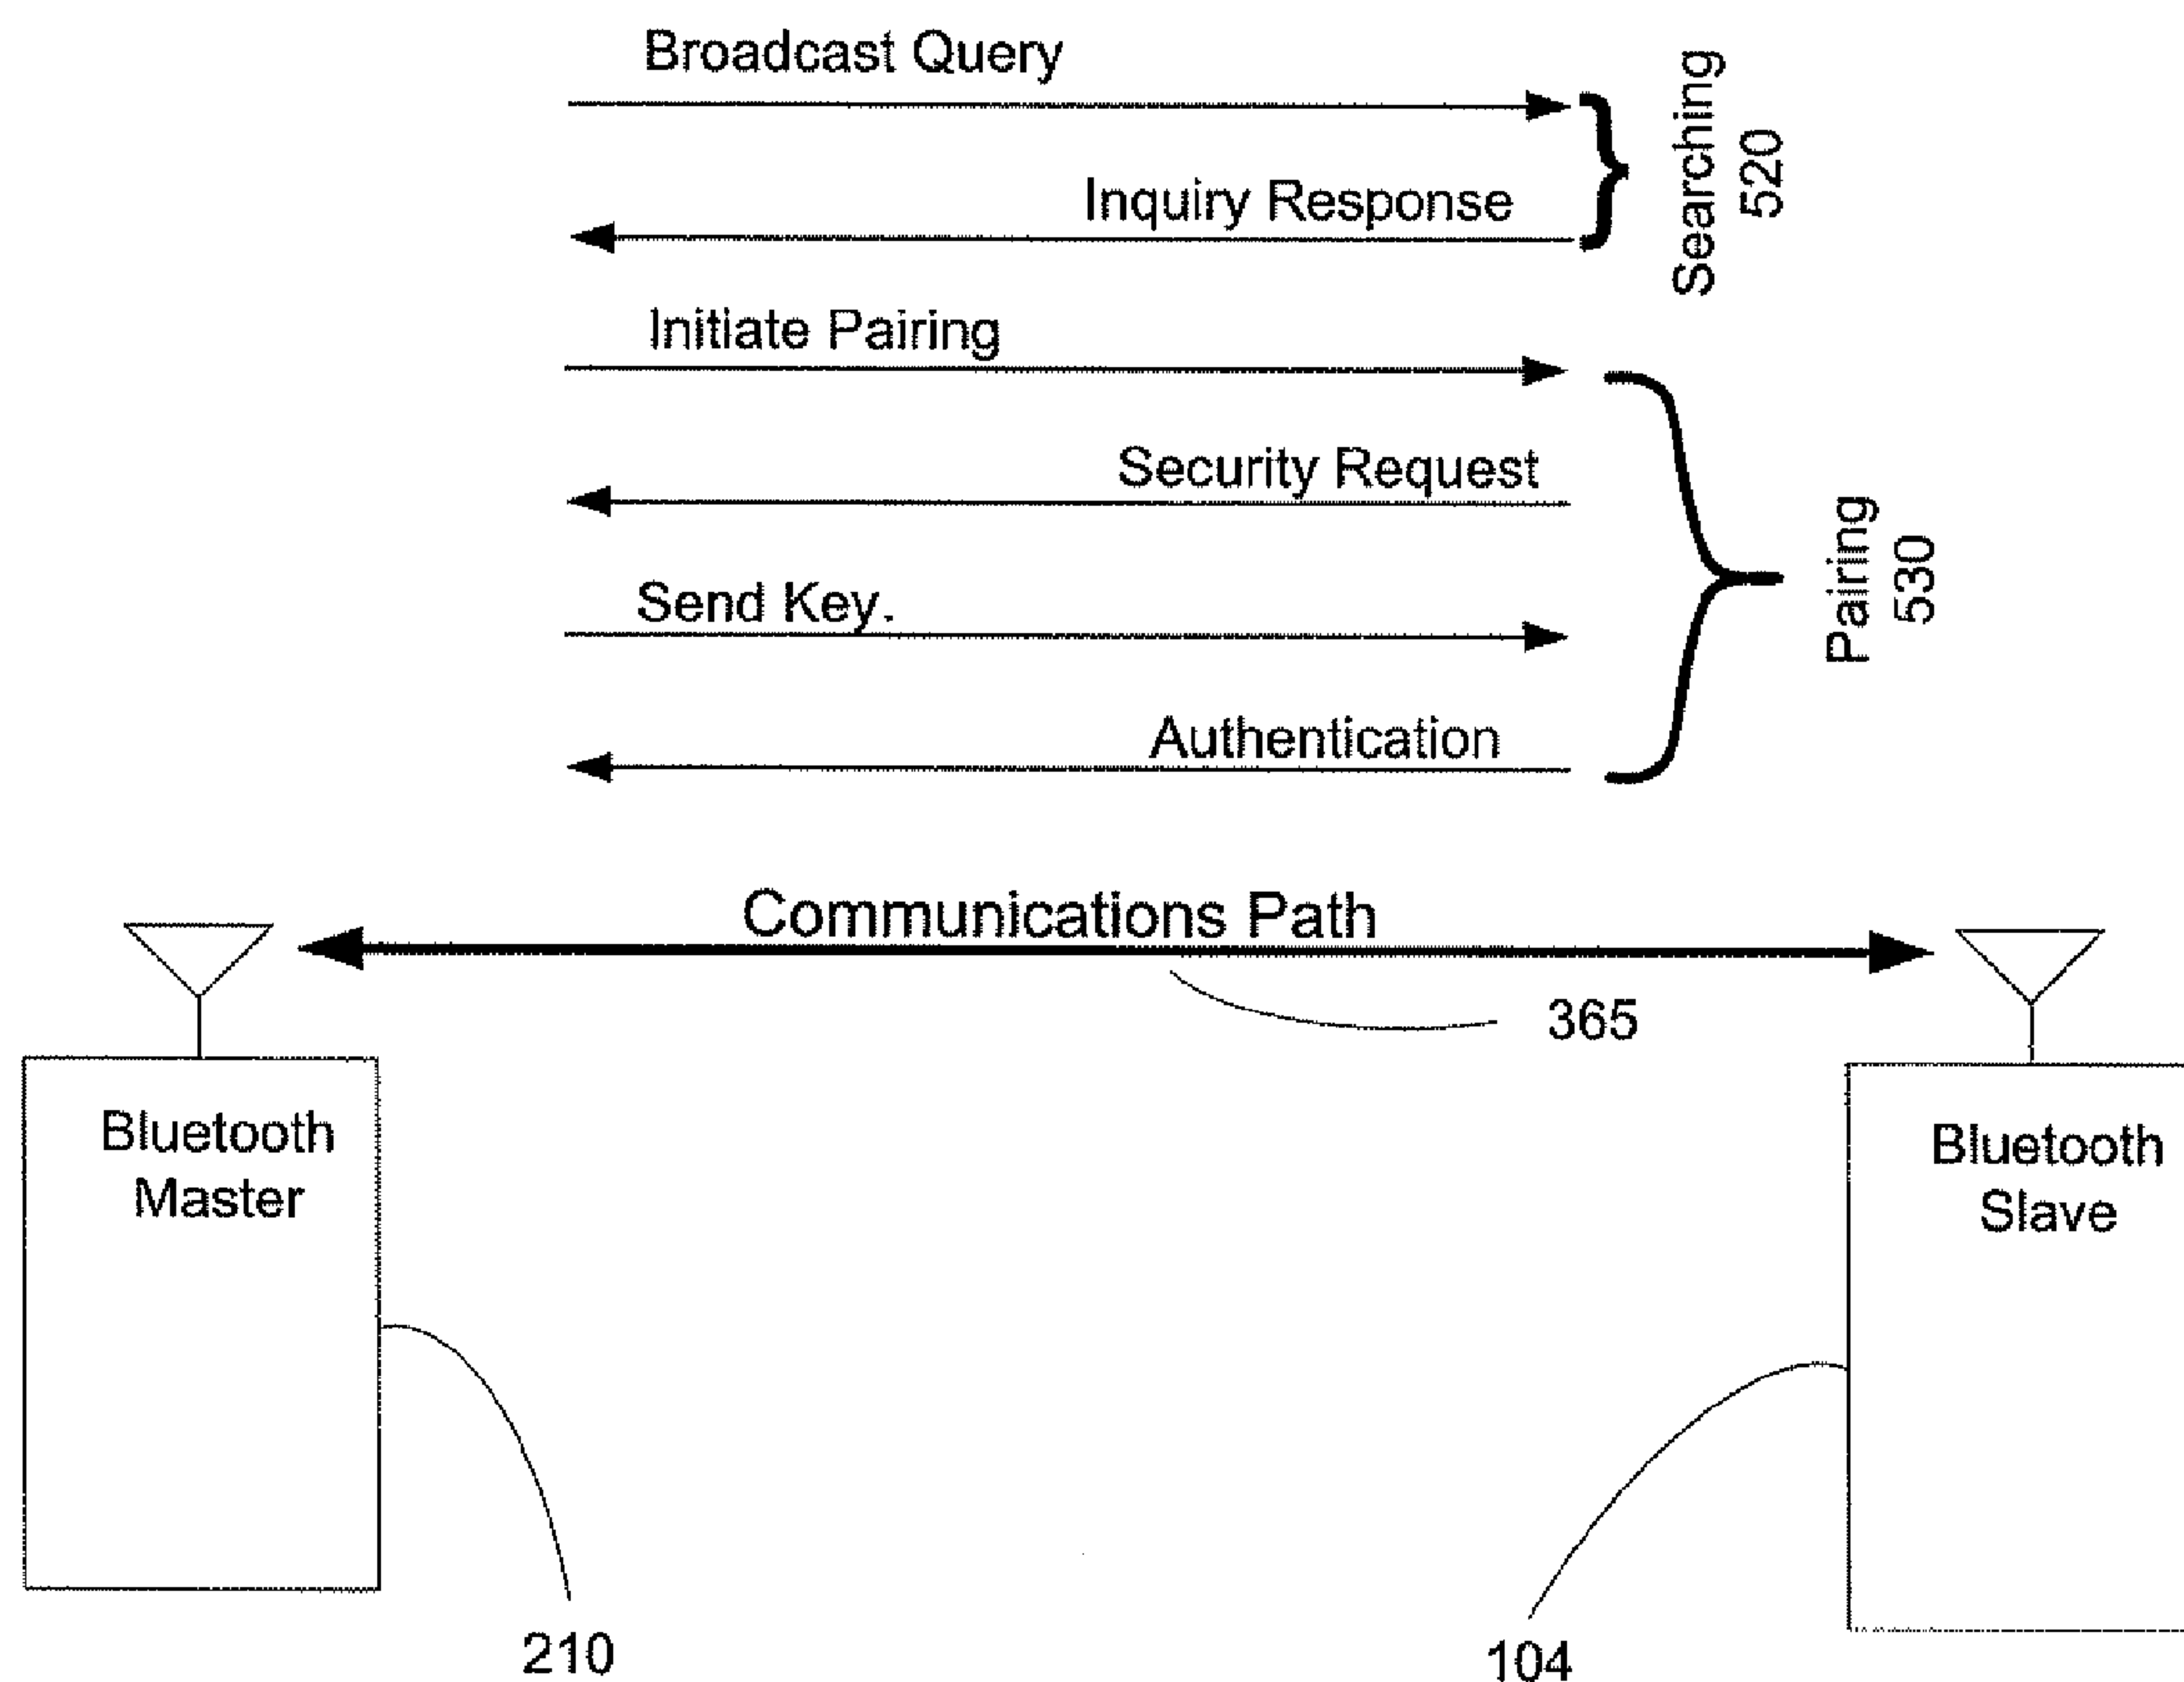 Broadcast Query
Inquiry Response
Searching
520
Initiate Pairing
Security Request
Send Key.
Authentication
Pairing
530
Communications Path
365
Bluetooth
Master
Bluetooth
Slave
210
104